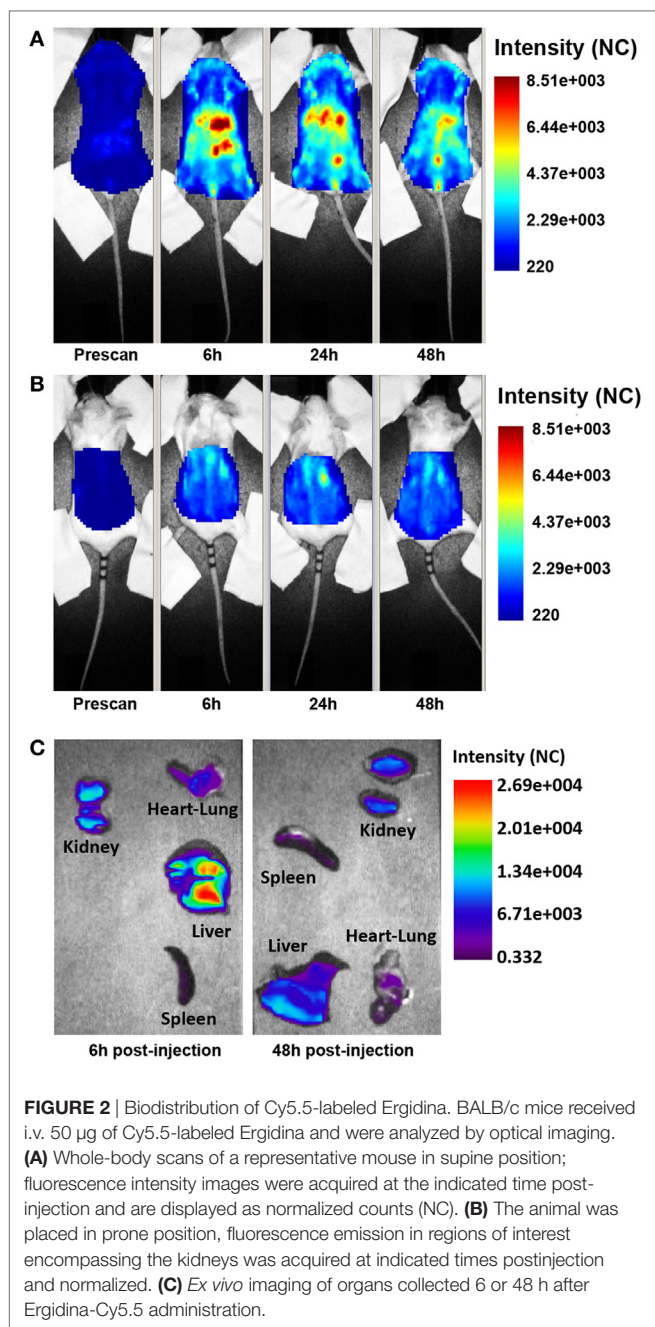 A
Intensity (NC)
8.51e+003
6.44e+003
4.37e+003
2.29e+003
220
Prescan
6h
24h
48h
B
Intensity (NC)
8.51e+003
6.44e+003
4.37e+003
2.29e+003
220
Prescan
6h
24h
48h
C
Heart-Lung
Kidney
Liver
Spleen
6h post-injection
Kidney
Spleen
Liver
Heart-Lung
48h post-injection
Intensity (NC)
2.69e+004
2.01e+004
1.34e+004
6.71e+003
0.332
FIGURE 2 | Biodistribution of Cy5.5-labeled Ergidina. BALB/c mice received
i.v. 50 µg of Cy5.5-labeled Ergidina and were analyzed by optical imaging.
(A) Whole-body scans of a representative mouse in supine position;
fluorescence intensity images were acquired at the indicated time post-
injection and are displayed as normalized counts (NC). (B) The animal was
placed in prone position, fluorescence emission in regions of interest
encompassing the kidneys was acquired at indicated times postinjection
and normalized. (C) Ex vivo imaging of organs collected 6 or 48 h after
Ergidina-Cy5.5 administration.